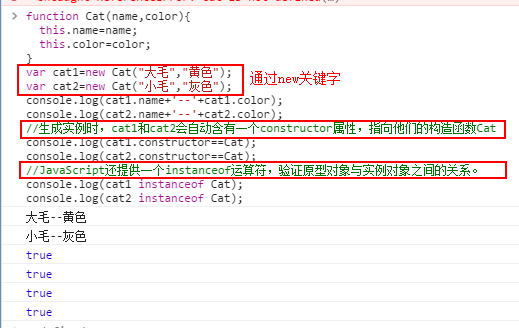 function Cat(name,color){
this.name=name;
this.color=color;
}
var cat1=new Cat("大毛","黄色");
var cat2=new Cat("小毛","灰色");
通过new关键字
console.log(cat1.name+'--'+cat1.color);
console.log(cat2.name+'--'+cat2.color);
//生成实例时，cat1和cat2会自动含有一个constructor属性，指向他们的构造函数Cat
console.log(cat1.constructor==Cat);
console.log(cat2.constructor==Cat);
//JavaScript还提供一个instanceof运算符，验证原型对象与实例对象之间的关系。
console.log(cat1 instanceof Cat);
console.log(cat2 instanceof Cat);
大毛--黄色
小毛--灰色
true
true
true
true